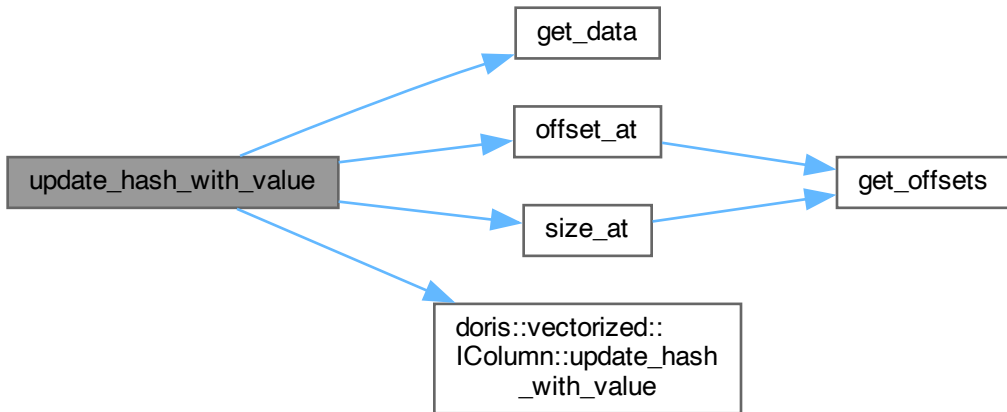 get_data
offset_at
update_hash_with_value
get_offsets
size_at
doris::vectorized::
IColumn::update_hash
_with_value